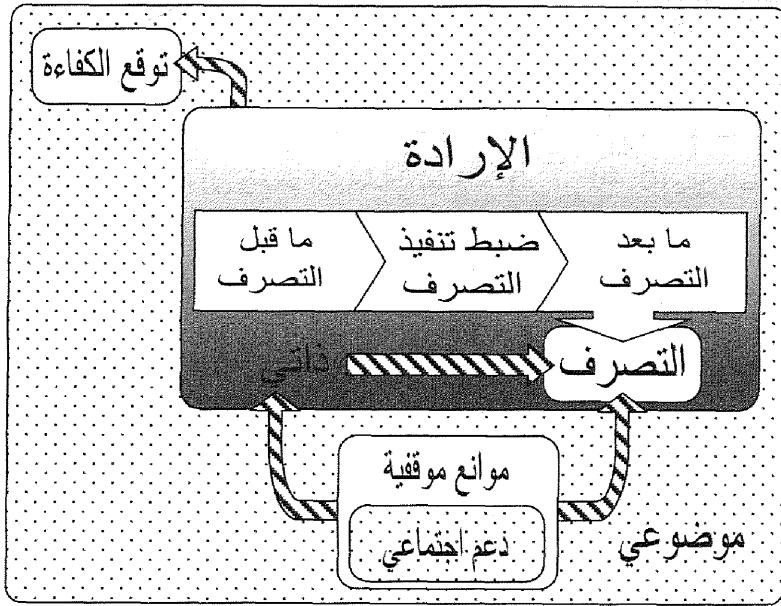 توقع الكفاءة
الإرادة
ما قبل
التصرف
ضبط تنفيذ
التصرف
ما بعد
التصرف
ذاتي
التصرف
موانع موقفية
دعم اجتماعي
موضوعي